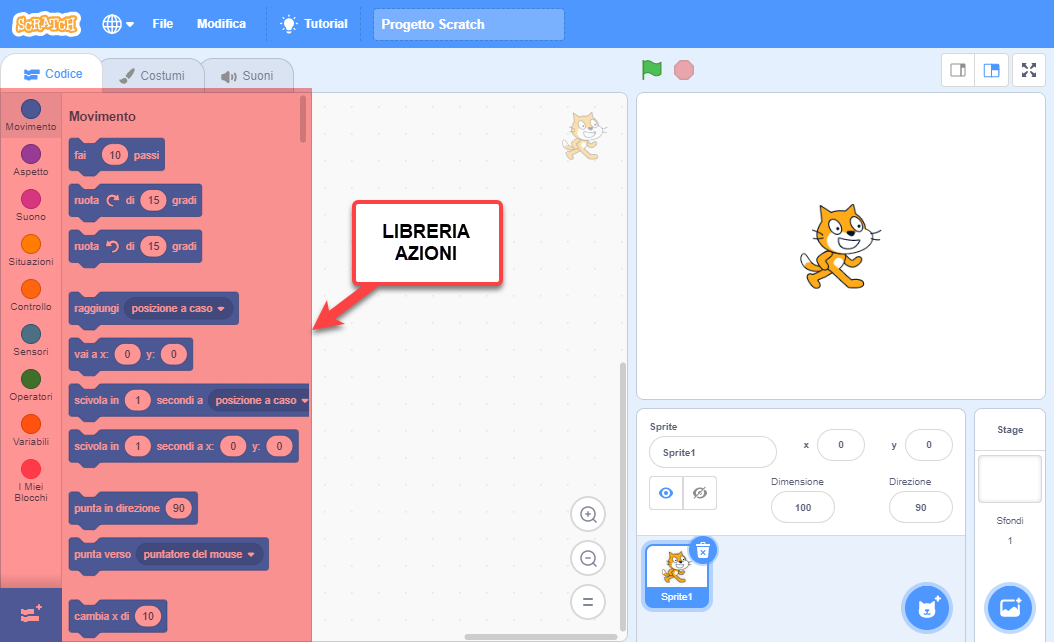 SCRATCH
File
Modifica
Tutorial
Progetto Scratch
Codice
Costumi
Suoni
Movimento
Aspetto
Suono
Situazioni
Controllo
Sensori
Operatori
Variabili
I Miei
Blocchi
Movimento
fai 10 passi
ruota di 15 gradi
ruota di 15 gradi
raggiungi posizione a caso
vai a x: 0 y: 0
scivola in 1 secondi a posizione a caso
scivola in 1 secondi a x: 0 y: 0
punta in direzione 90
punta verso puntatore del mouse
cambia x di 10
LIBRERIA
AZIONI
Sprite
Sprite1
x 0
y 0
Dimensione
100
Direzione
90
Sprite1
Stage
Sfondi
1